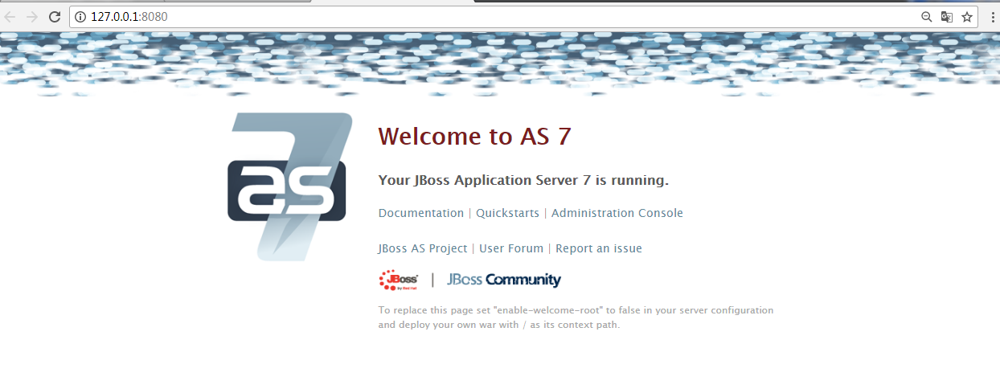 127.0.0.1:8080
7
as
Welcome to AS 7
Your JBoss Application Server 7 is running.
Documentation | Quickstarts | Administration Console
JBoss AS Project | User Forum | Report an issue
JBoss by Red Hat | JBoss Community
To replace this page set "enable-welcome-root" to false in your server configuration
and deploy your own war with / as its context path.